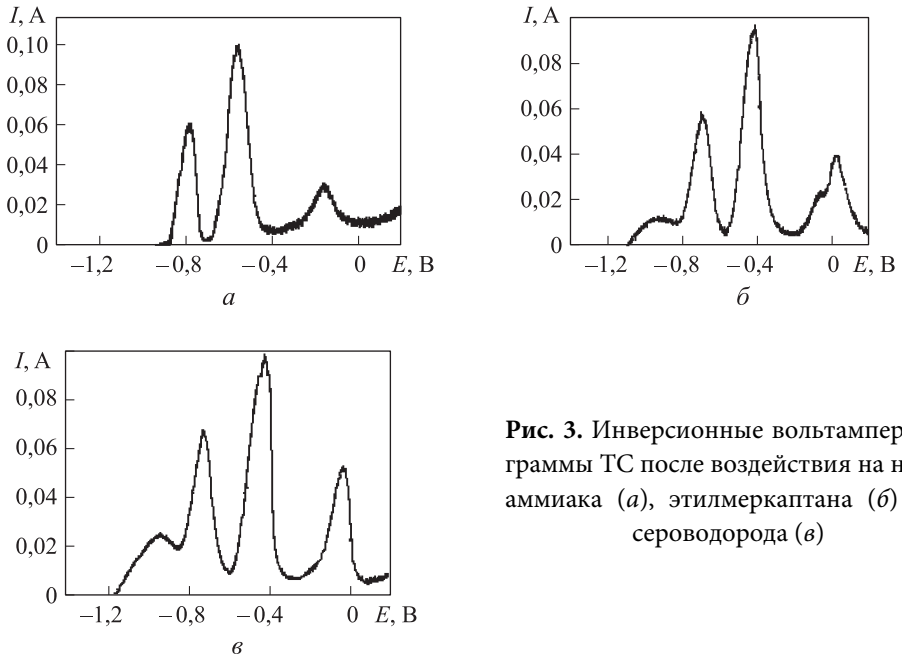 I, А
0,10
0,08
0,06
0,04
0,02
0
−1,2 −0,8 −0,4 0 E, В
а
I, А
0,08
0,06
0,04
0,02
0
−1,2 −0,8 −0,4 0 E, В
б
I, А
0,08
0,06
0,04
0,02
0
−1,2 −0,8 −0,4 0 E, В
в
Рис. 3. Инверсионные вольтампер
граммы ТС после воздействия на н
аммиака (а), этилмеркаптана (б)
сероводорода (в)